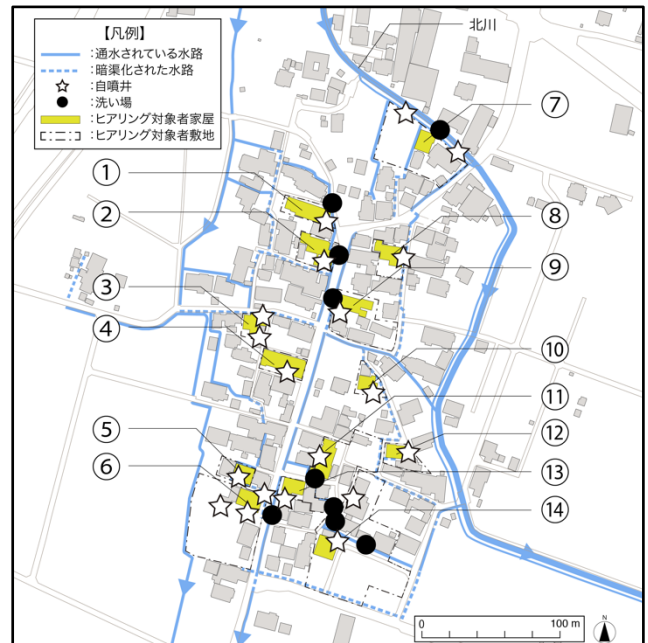 【凡例】
:通水されている水路
:暗渠化された水路
:自噴井
:洗い場
:ヒアリング対象者家屋
:ヒアリング対象者敷地
北川
⑦
①
②
⑧
③
⑨
④
⑩
⑪
⑤
⑫
⑥
⑬
⑭
0 100 m
N